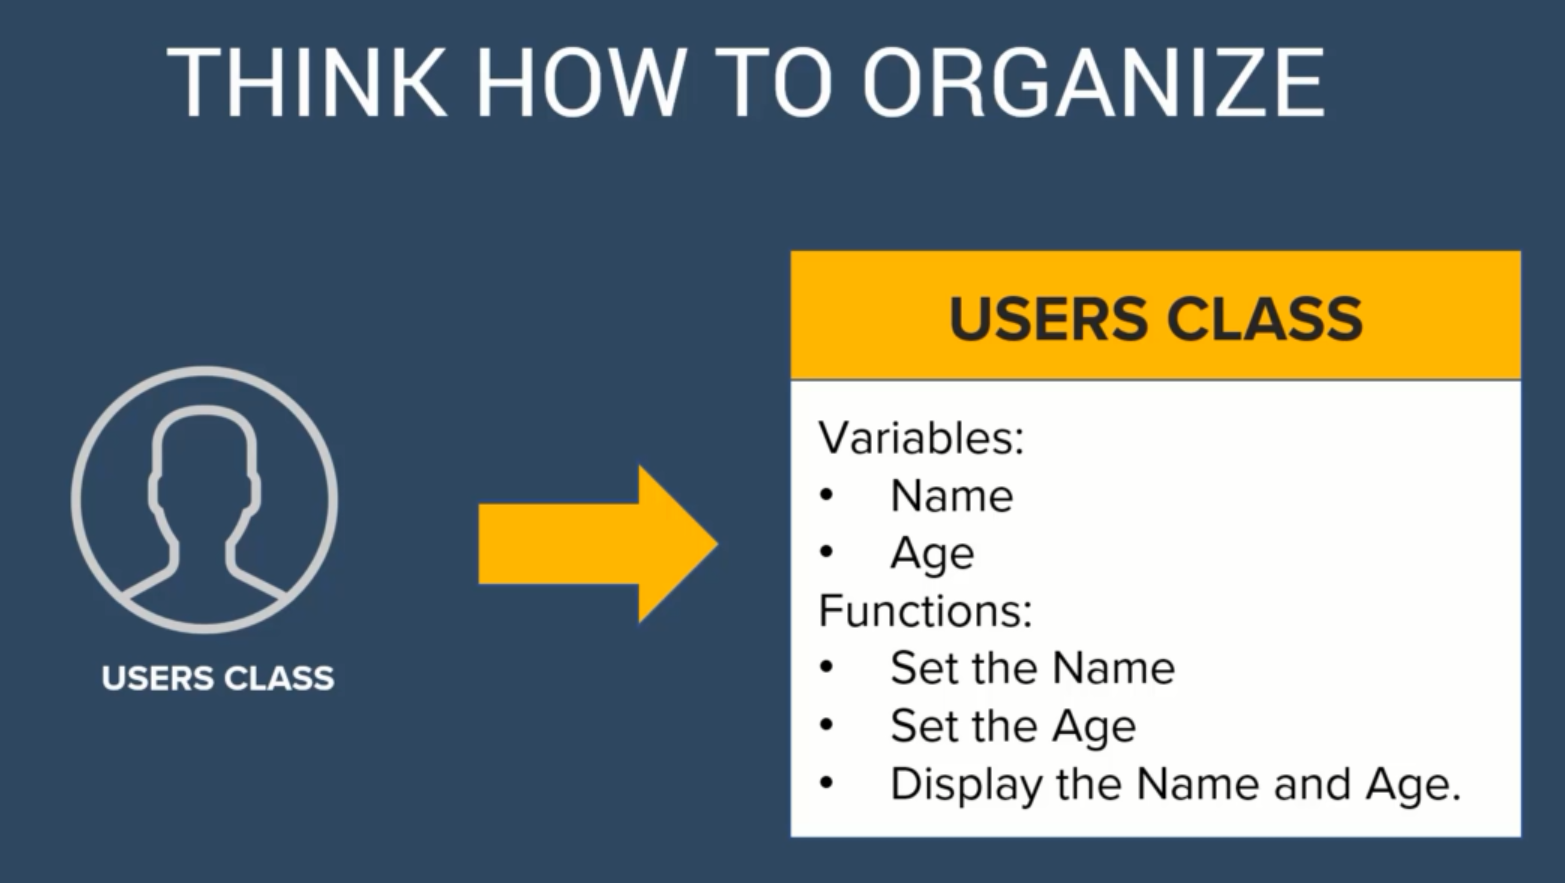 THINK HOW TO ORGANIZE
USERS CLASS
USERS CLASS
Variables:
• Name
• Age
Functions:
• Set the Name
• Set the Age
• Display the Name and Age.